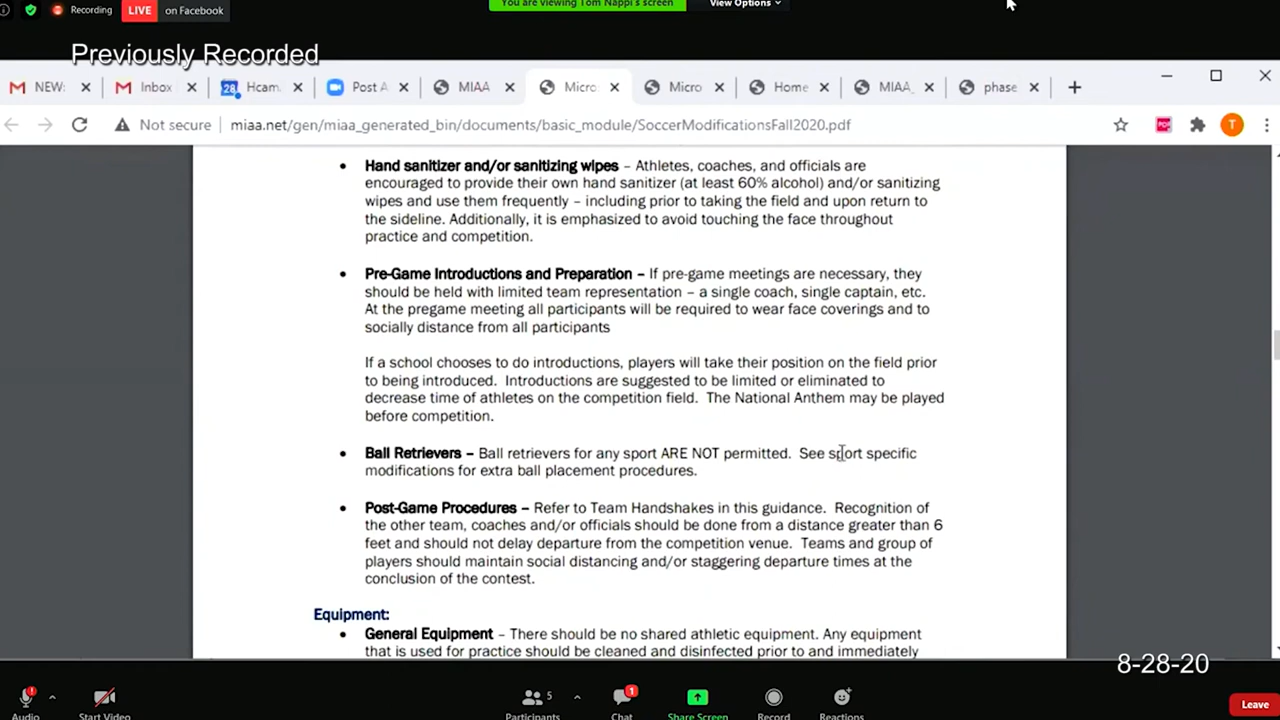 Recording LIVE on Facebook You are viewing Tom Nappi's screen View Options
Previously Recorded
NEW: Inbox 28 Hcam. Post A MIAA Micro Micro Home MIAA_ phase
Not secure miaa.net/gen/miaa_generated_bin/documents/basic_module/SoccerModificationsFall2020.pdf T
• Hand sanitizer and/or sanitizing wipes – Athletes, coaches, and officials are
encouraged to provide their own hand sanitizer (at least 60% alcohol) and/or sanitizing
wipes and use them frequently – including prior to taking the field and upon return to
the sideline. Additionally, it is emphasized to avoid touching the face throughout
practice and competition.
• Pre-Game Introductions and Preparation – If pre-game meetings are necessary, they
should be held with limited team representation – a single coach, single captain, etc.
At the pregame meeting all participants will be required to wear face coverings and to
socially distance from all participants
If a school chooses to do introductions, players will take their position on the field prior
to being introduced. Introductions are suggested to be limited or eliminated to
decrease time of athletes on the competition field. The National Anthem may be played
before competition.
• Ball Retrievers – Ball retrievers for any sport ARE NOT permitted. See sport specific
modifications for extra ball placement procedures.
• Post-Game Procedures – Refer to Team Handshakes in this guidance. Recognition of
the other team, coaches and/or officials should be done from a distance greater than 6
feet and should not delay departure from the competition venue. Teams and group of
players should maintain social distancing and/or staggering departure times at the
conclusion of the contest.
Equipment:
• General Equipment – There should be no shared athletic equipment. Any equipment
that is used for practice should be cleaned and disinfected prior to and immediately
8-28-20
5 1
Audio Start Video Participants Chat Share Screen Record Reactions Leave